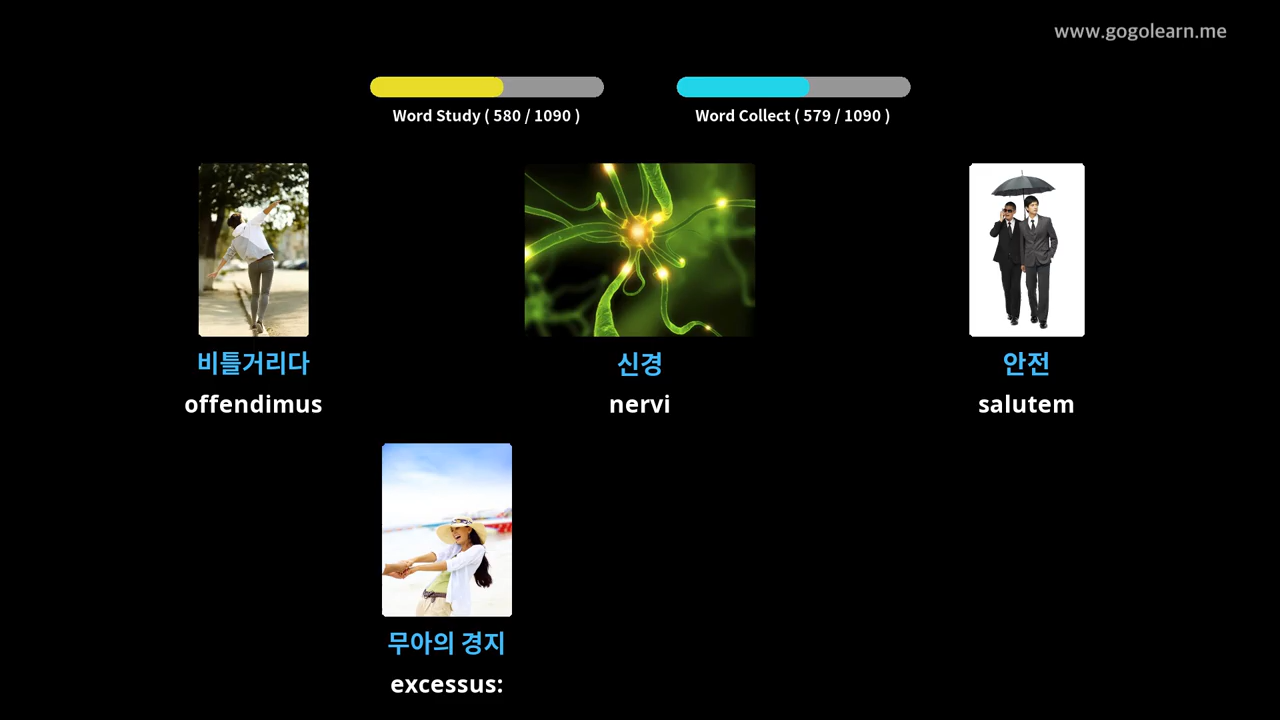 www.gogolearn.me
Word Study ( 580 / 1090 )
Word Collect ( 579 / 1090 )
비틀거리다
offendimus
신경
nervi
안전
salutem
무아의 경지
excessus: